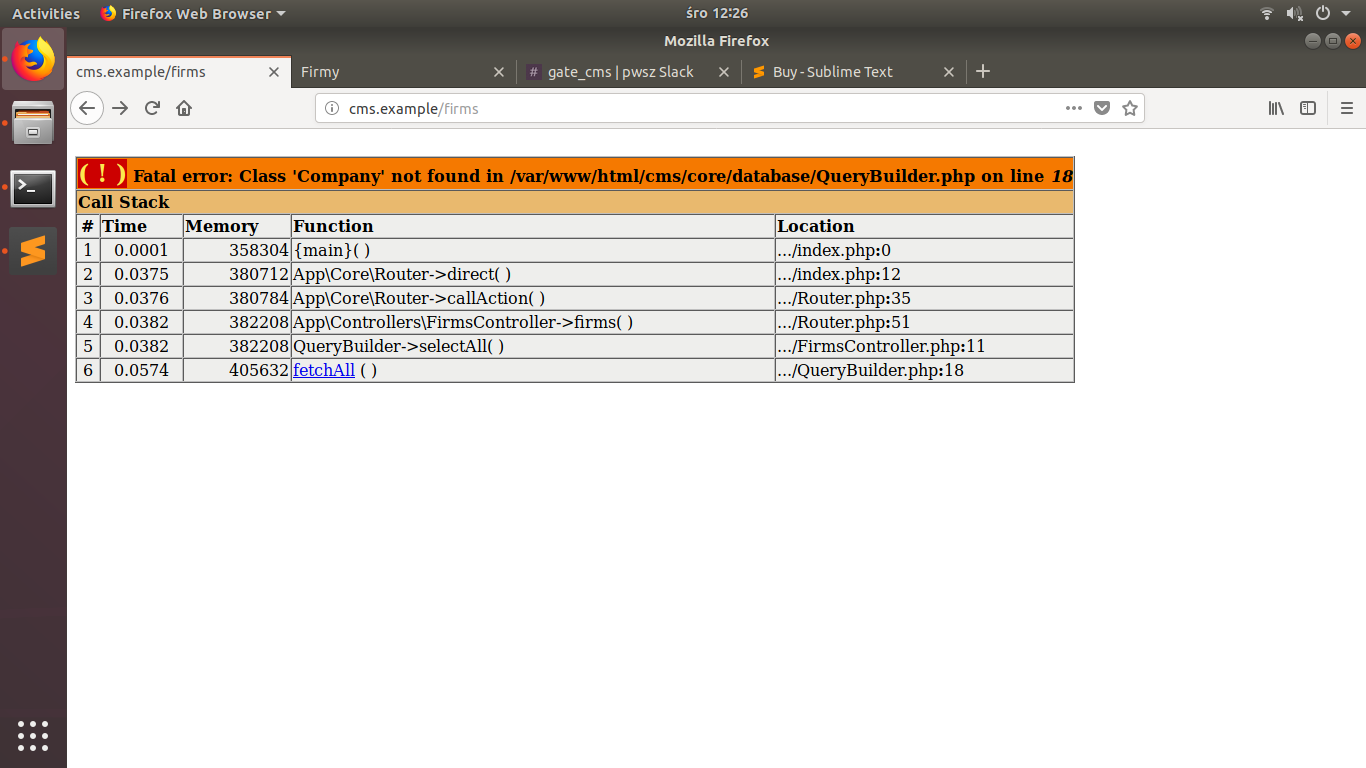 Activities Firefox Web Browser śro 12:26
Mozilla Firefox
cms.example/firms Firmy # gate_cms | pwsz Slack Buy - Sublime Text
cms.example/firms
( ! ) Fatal error: Class 'Company' not found in /var/www/html/cms/core/database/QueryBuilder.php on line 18
Call Stack
# Time Memory Function Location
1 0.0001 358304 {main}( ) .../index.php:0
2 0.0375 380712 App\Core\Router->direct( ) .../index.php:12
3 0.0376 380784 App\Core\Router->callAction( ) .../Router.php:35
4 0.0382 382208 App\Controllers\FirmsController->firms( ) .../Router.php:51
5 0.0382 382208 QueryBuilder->selectAll( ) .../FirmsController.php:11
6 0.0574 405632 fetchAll ( ) .../QueryBuilder.php:18